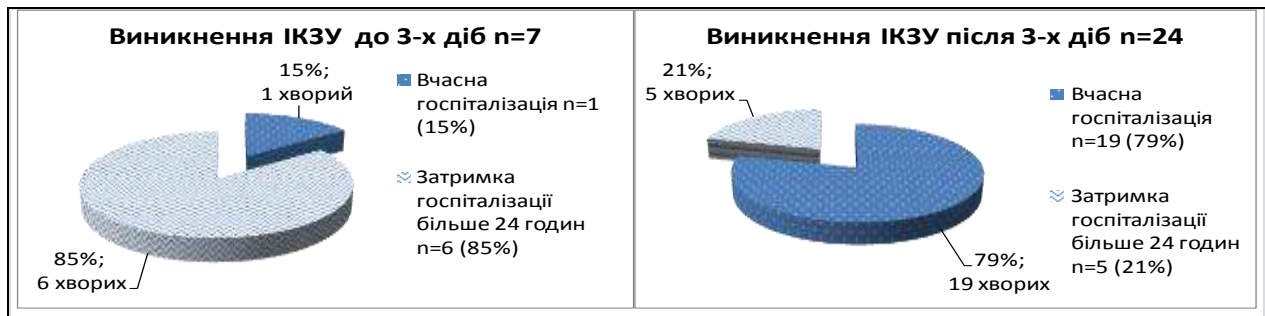 Виникнення ІКЗУ до 3-х діб n=7
15%;
1 хворий
Вчасна
госпіталізація n=1
(15%)
Затримка
госпіталізації
більше 24 годин
n=6 (85%)
85%;
6 хворих
Виникнення ІКЗУ після 3-х діб n=24
21%;
5 хворих
Вчасна
госпіталізація
n=19 (79%)
Затримка
госпіталізації
більше 24 годин
n=5 (21%)
79%;
19 хворих